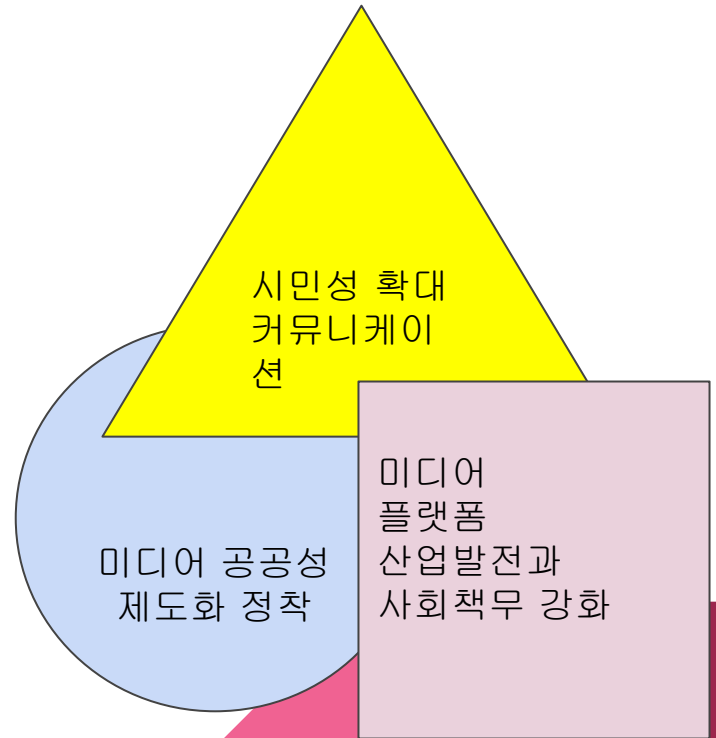 시민성 확대
커뮤니케이
션
미디어 공공성
제도화 정착
미디어
플랫폼
산업발전과
사회책무 강화